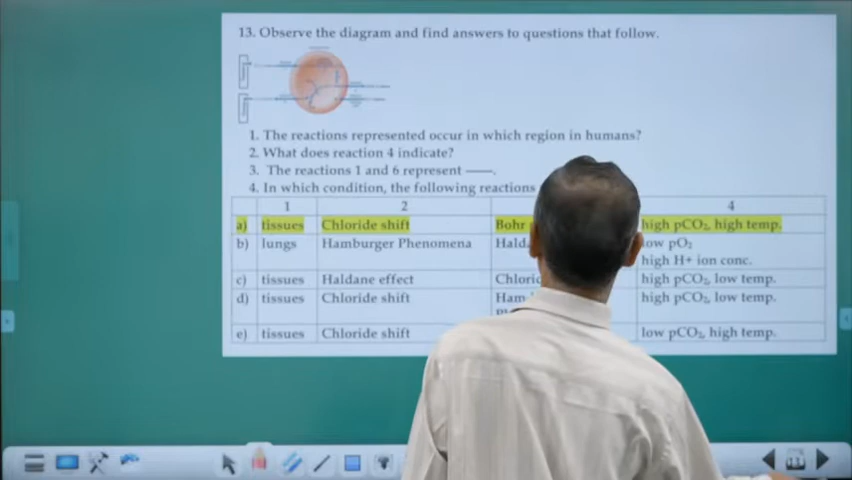 13. Observe the diagram and find answers to questions that follow.
1. The reactions represented occur in which region in humans?
2. What does reaction 4 indicate?
3. The reactions 1 and 6 represent ——.
4. In which condition, the following reactions
1 2 4
a) tissues Chloride shift Bohr high pCO₂, high temp.
b) lungs Hamburger Phenomena low pO₂
high H+ ion conc.
c) tissues Haldane effect high pCO₂, low temp.
d) tissues Chloride shift high pCO₂, low temp.
e) tissues Chloride shift low pCO₂, high temp.